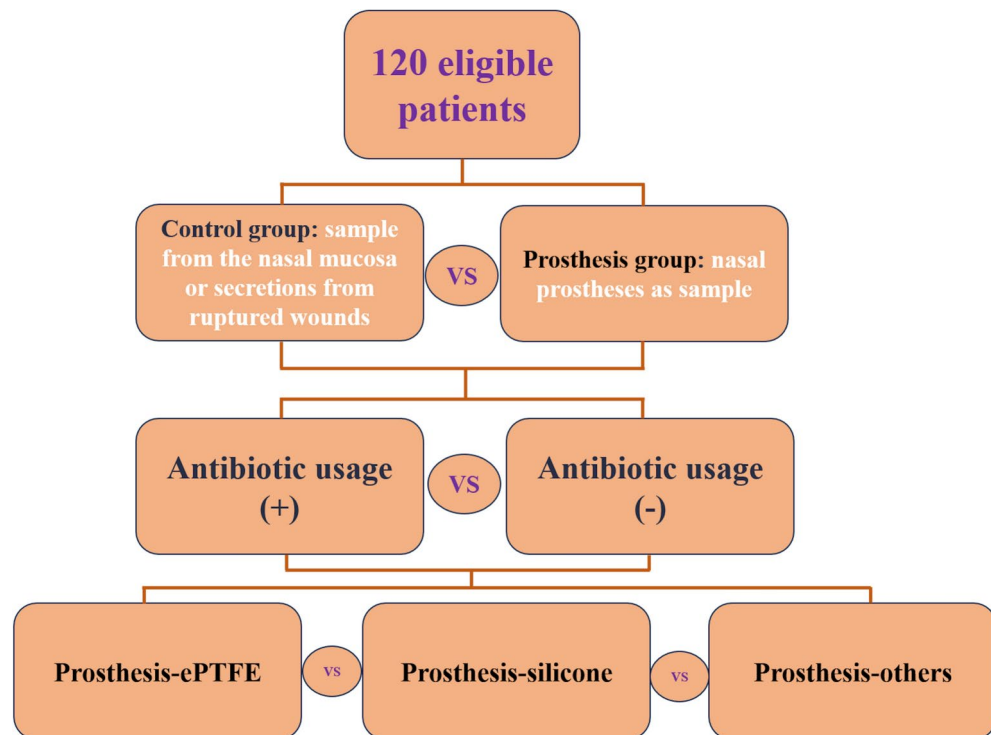 120 eligible
patients
Control group: sample
from the nasal mucosa
or secretions from
ruptured wounds
VS
Prosthesis group: nasal
prostheses as sample
Antibiotic usage
(+)
VS
Antibiotic usage
(-)
Prosthesis-ePTFE
VS
Prosthesis-silicone
VS
Prosthesis-others